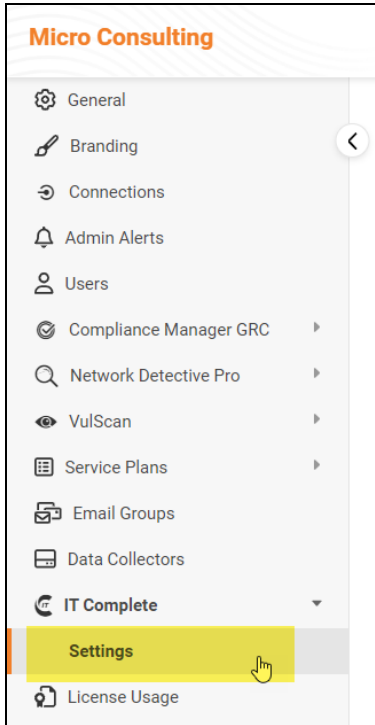 Micro Consulting
General
Branding
Connections
Admin Alerts
Users
Compliance Manager GRC
Network Detective Pro
VulScan
Service Plans
Email Groups
Data Collectors
IT Complete
Settings
License Usage